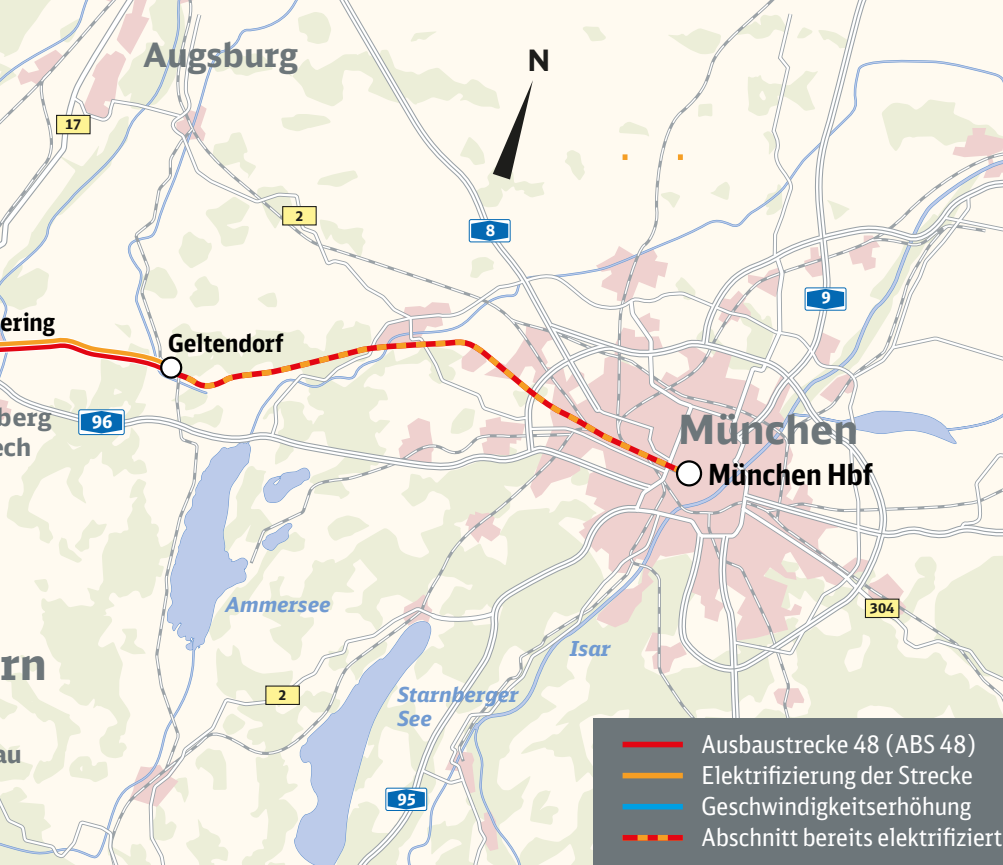 Augsburg
N
17
2
8
9
ering
Geltendorf
berg
ech
96
München
München Hbf
Ammersee
304
Isar
rn
2
Starnberger
See
au
95
Ausbaustrecke 48 (ABS 48)
Elektrifizierung der Strecke
Geschwindigkeitserhöhung
Abschnitt bereits elektrifiziert